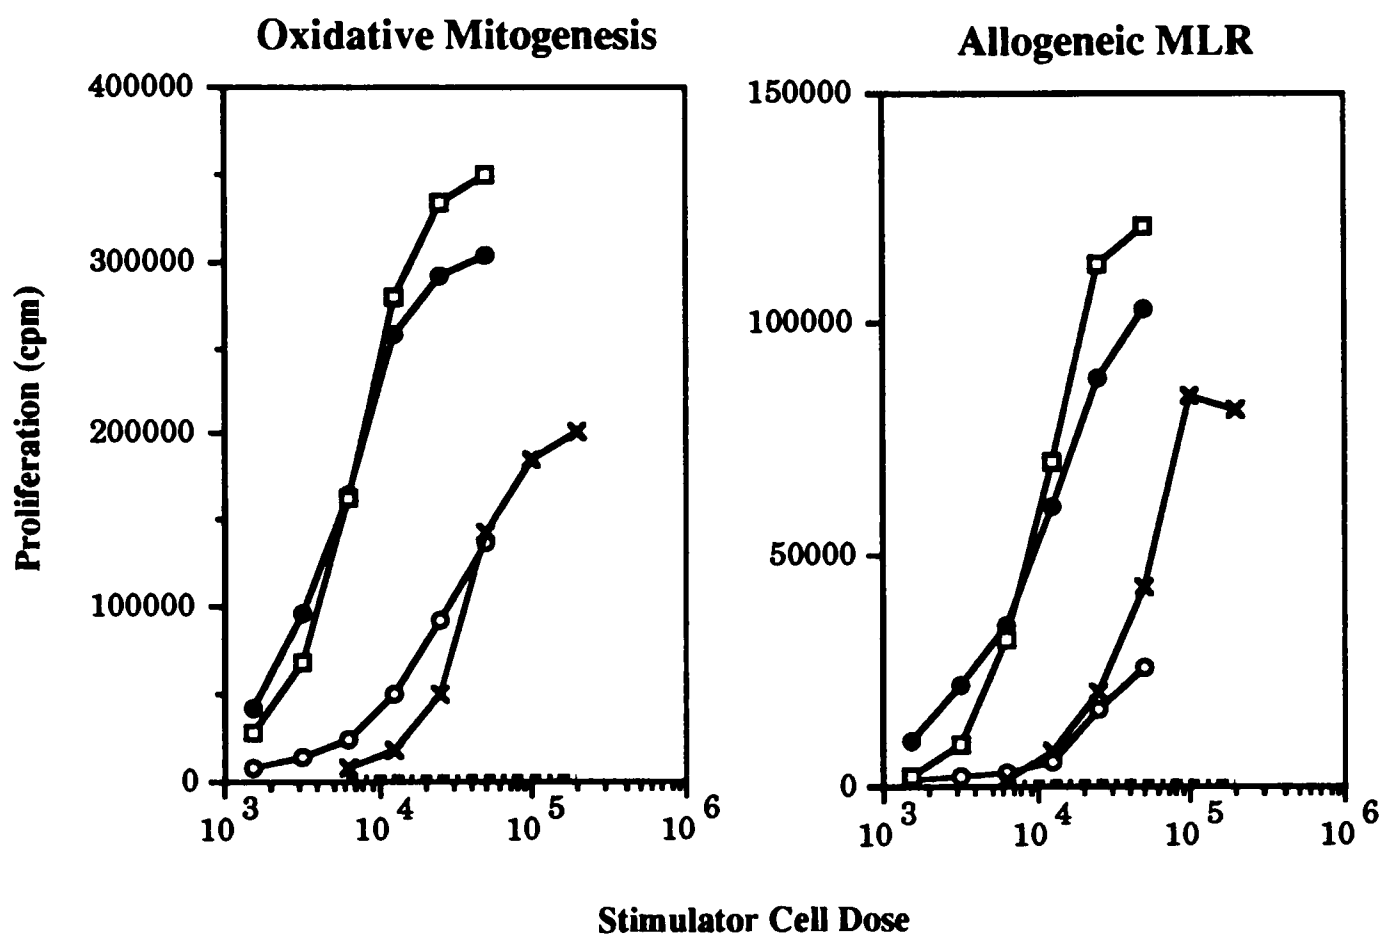 Oxidative Mitogenesis
Allogeneic MLR
Proliferation (cpm)
400000
300000
200000
100000
0
10^3 10^4 10^5 10^6
150000
100000
50000
0
10^3 10^4 10^5 10^6
Stimulator Cell Dose